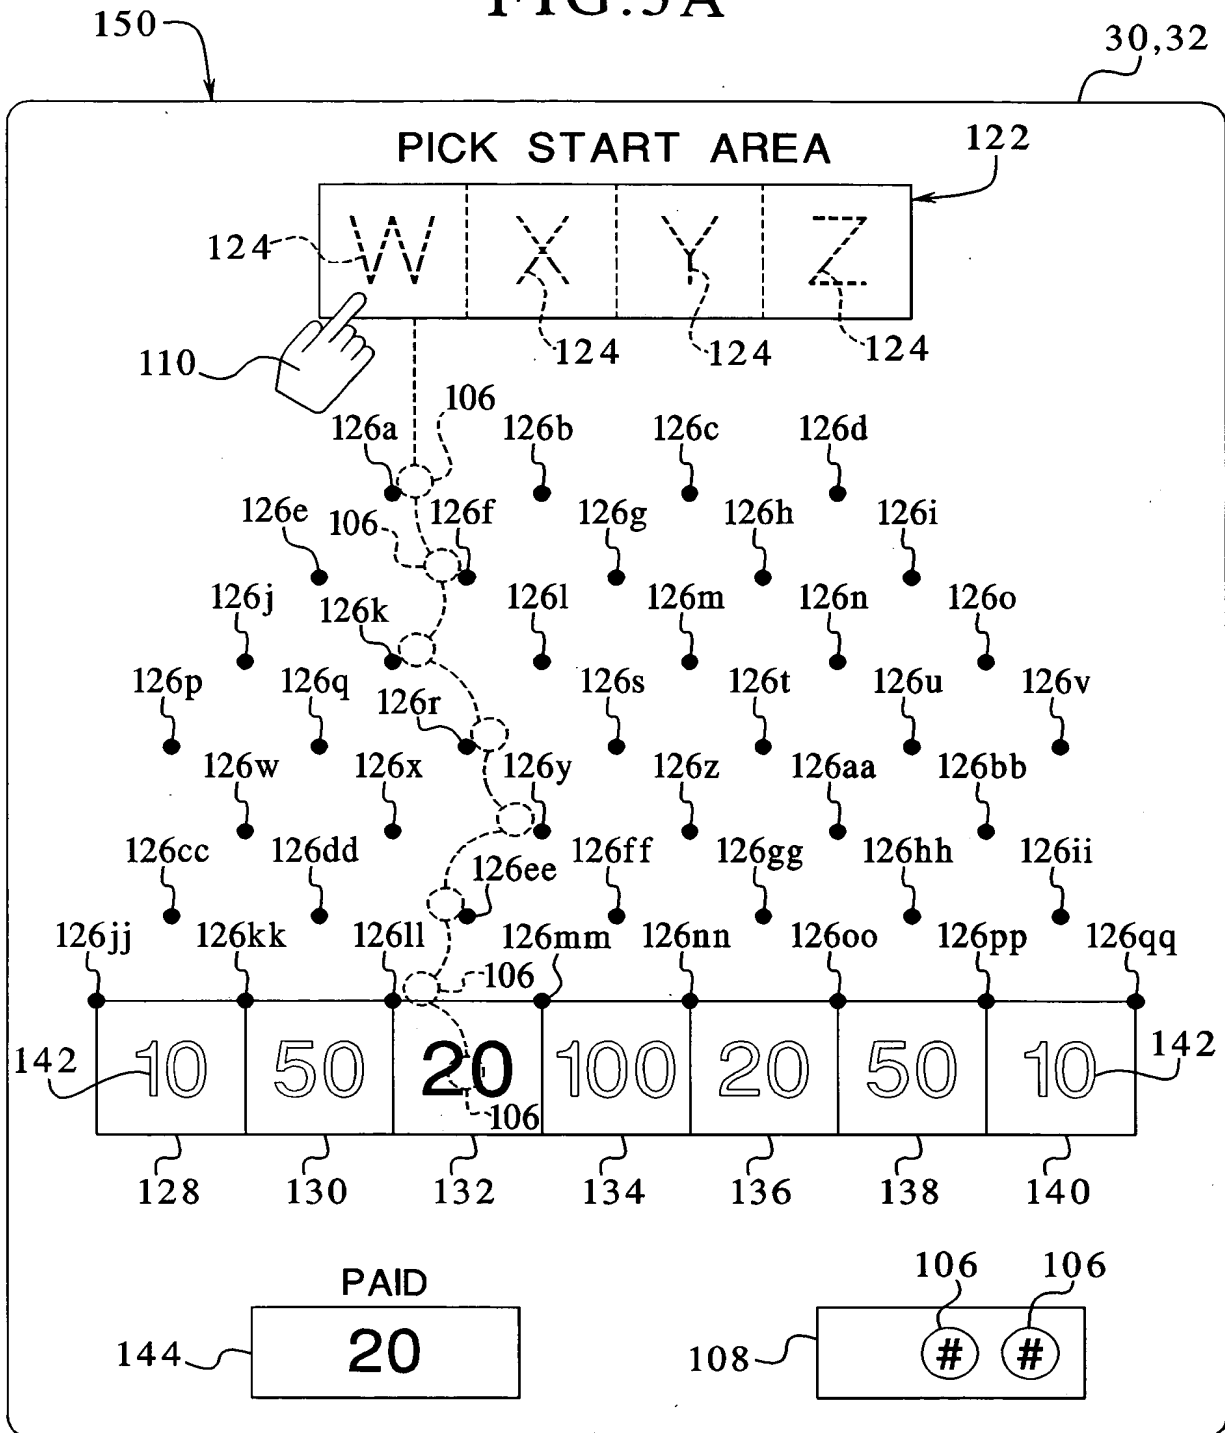 FIG.5A
150
30,32
PICK START AREA
122
W X Y Z
124
124 124 124
110
106
126a 126b 126c 126d
126e 106 126f 126g 126h 126i
126j 126k 126l 126m 126n 126o
126p 126q 126r 126s 126t 126u 126v
126w 126x 126y 126z 126aa 126bb
126cc 126dd 126ee 126ff 126gg 126hh 126ii
126jj 126kk 126ll 126mm 126nn 126oo 126pp 126qq
106
142 10 50 20 100 20 50 10 142
106
128 130 132 134 136 138 140
PAID
106 106
144 20 108 # #